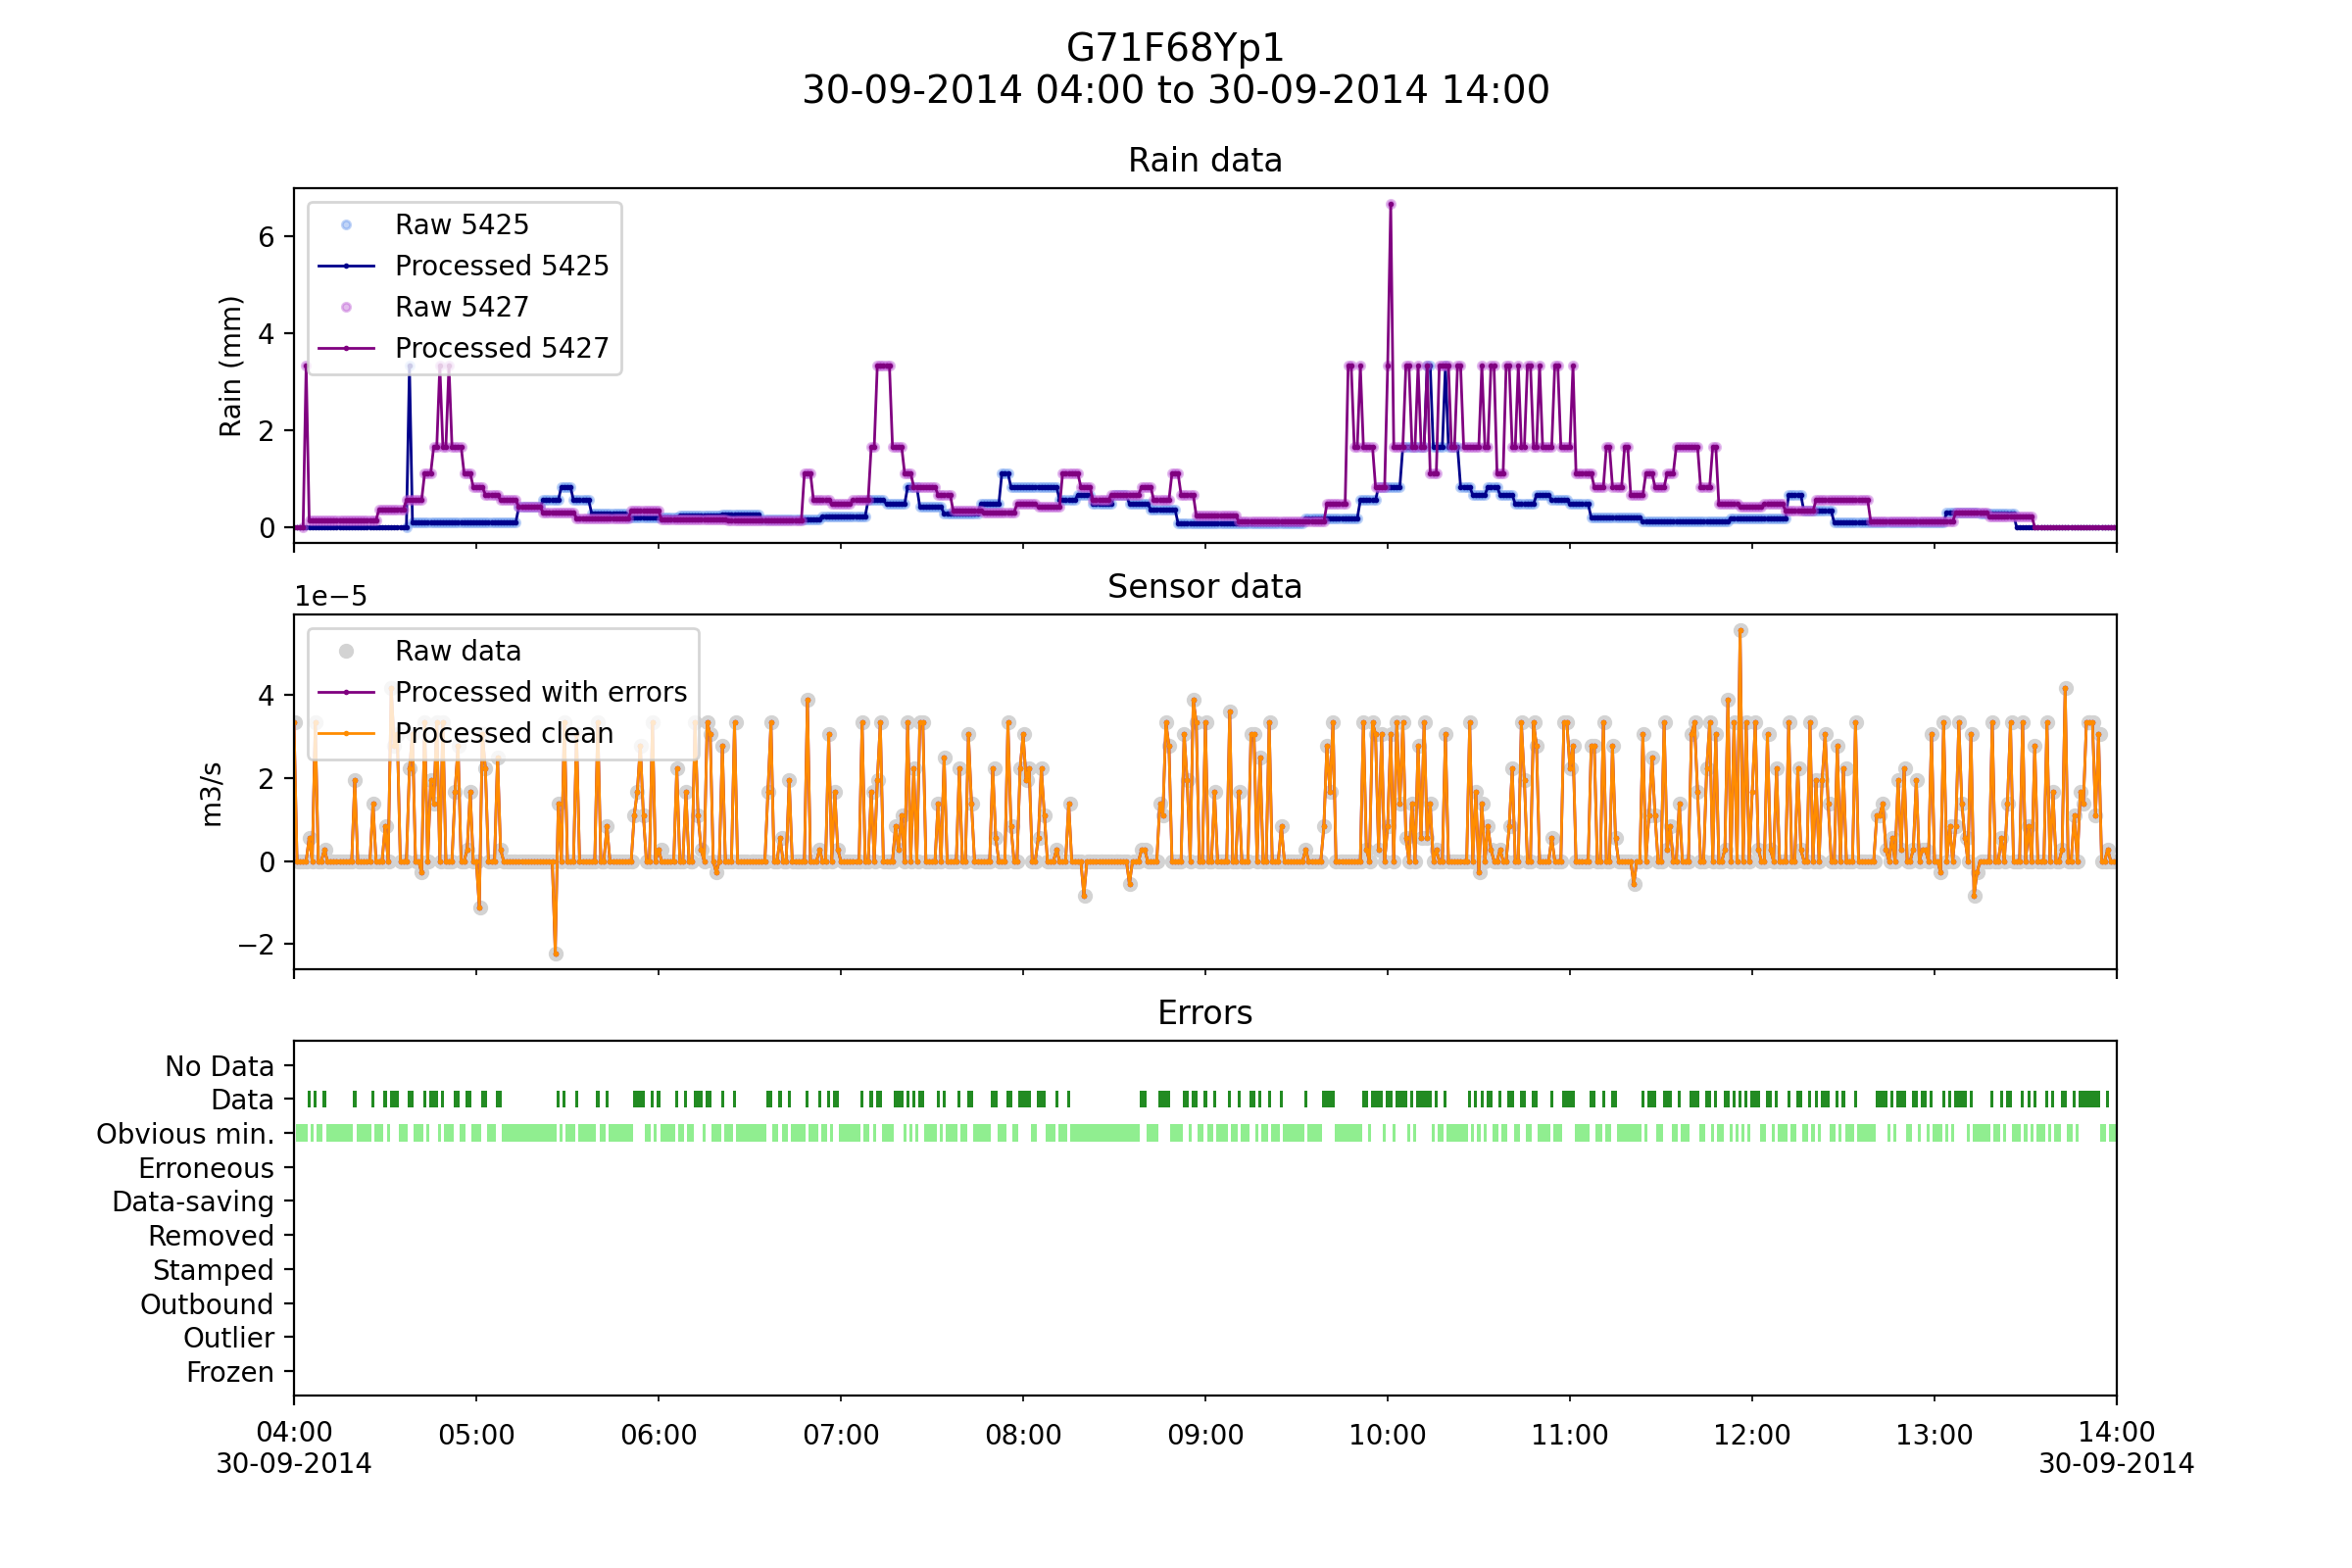 G71F68Yp1
30-09-2014 04:00 to 30-09-2014 14:00
Rain data
Rain (mm)
6
4
2
0
Raw 5425
Processed 5425
Raw 5427
Processed 5427
Sensor data
1e−5
m3/s
4
2
0
−2
Raw data
Processed with errors
Processed clean
Errors
No Data
Data
Obvious min.
Erroneous
Data-saving
Removed
Stamped
Outbound
Outlier
Frozen
04:00 05:00 06:00 07:00 08:00 09:00 10:00 11:00 12:00 13:00 14:00
30-09-2014 30-09-2014